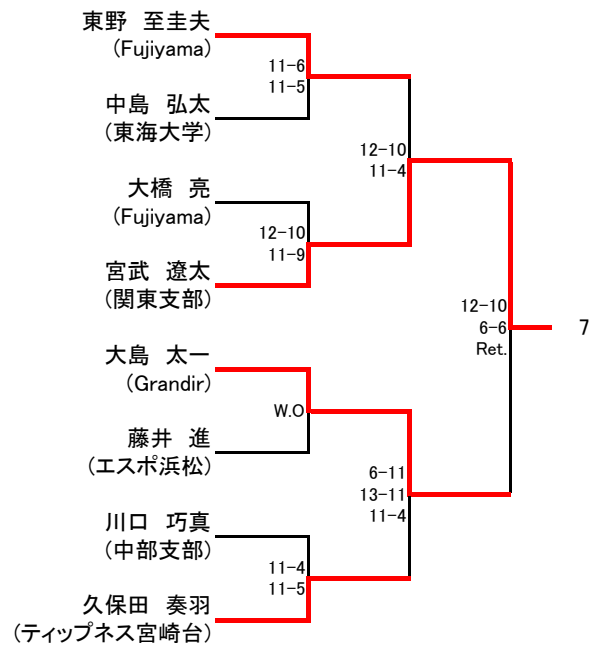 東野 至圭夫
(Fujiyama)
11-6
11-5
中島 弘太
(東海大学)
12-10
11-4
大橋 亮
(Fujiyama)
12-10
11-9
宮武 遼太
(関東支部)
12-10
6-6
Ret.
7
大島 太一
(Grandir)
W.O
藤井 進
(エスポ浜松)
6-11
13-11
11-4
川口 巧真
(中部支部)
11-4
11-5
久保田 奏羽
(ティップネス宮崎台)